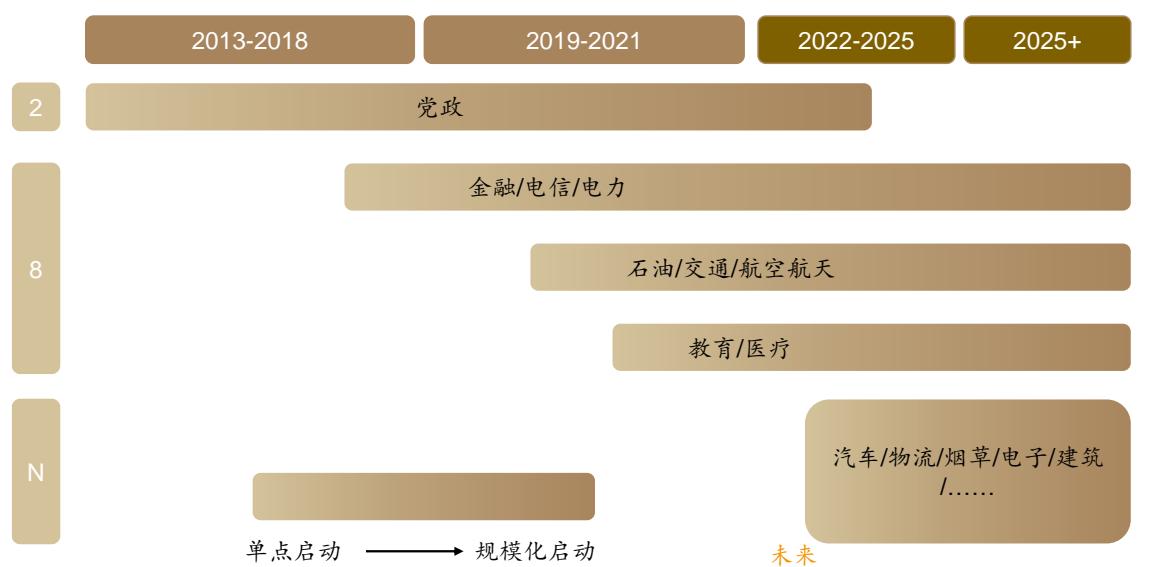 2013-2018
2019-2021
2022-2025
2025+
2
党政
8
金融/电信/电力
石油/交通/航空航天
教育/医疗
N
汽车/物流/烟草/电子/建筑
/......
单点启动
规模化启动
未来